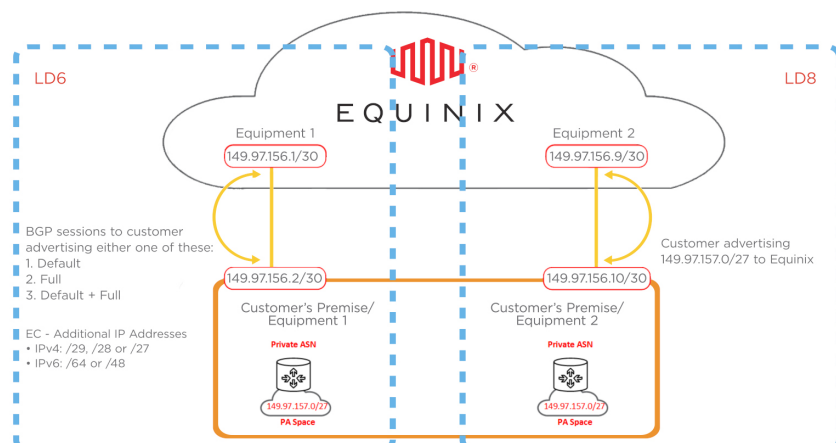 LD6
LD8
®
EQUINIX
Equipment 1
149.97.156.1/30
Equipment 2
149.97.156.9/30
BGP sessions to customer
advertising either one of these:
1. Default
2. Full
3. Default + Full
Customer advertising
149.97.157.0/27 to Equinix
149.97.156.2/30
149.97.156.10/30
Customer's Premise/
Equipment 1
Customer's Premise/
Equipment 2
EC - Additional IP Addresses
• IPv4: /29, /28 or /27
• IPv6: /64 or /48
Private ASN
149.97.157.0/27
PA Space
Private ASN
149.97.157.0/27
PA Space